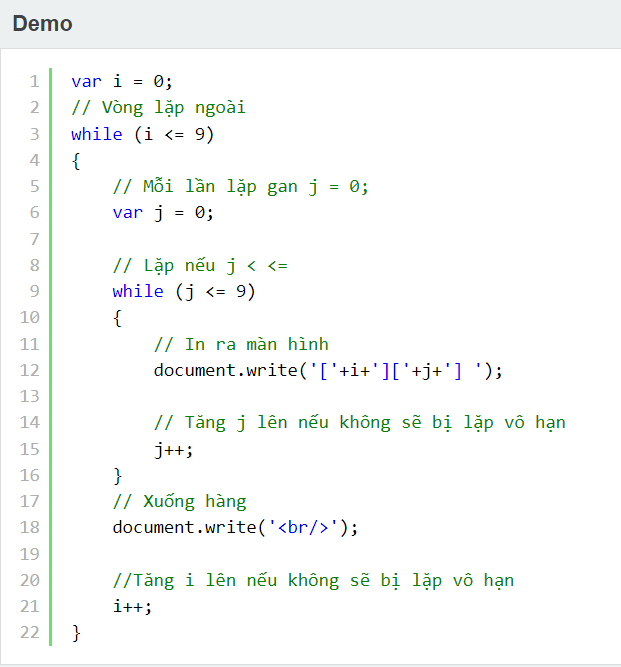 Demo
1 var i = 0;
2 // Vòng lặp ngoài
3 while (i <= 9)
4 {
5 // Mỗi lần lặp gan j = 0;
6 var j = 0;
7
8 // Lặp nếu j < <=
9 while (j <= 9)
10 {
11 // In ra màn hình
12 document.write('['+i+']['+j+'] ');
13
14 // Tăng j lên nếu không sẽ bị lặp vô hạn
15 j++;
16 }
17 // Xuống hàng
18 document.write('<br/>');
19
20 //Tăng i lên nếu không sẽ bị lặp vô hạn
21 i++;
22 }